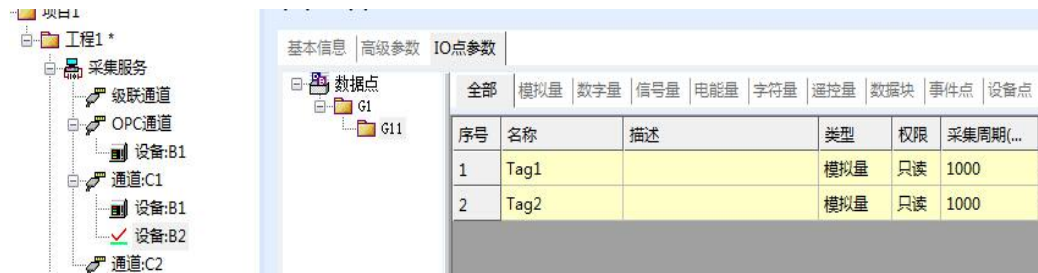 项目1
工程1 *
采集服务
级联通道
OPC通道
设备:B1
通道:C1
设备:B1
设备:B2
通道:C2
基本信息 高级参数 IO点参数
数据点
G1
G11
全部 模拟量 数字量 信号量 电能量 字符量 遥控量 数据块 事件点 设备点
序号 名称 描述 类型 权限 采集周期(...
1 Tag1 模拟量 只读 1000
2 Tag2 模拟量 只读 1000